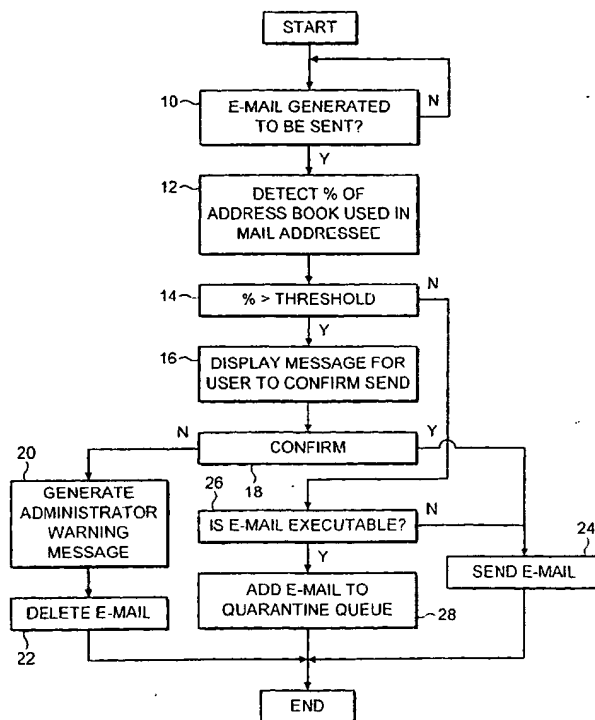 START
10
E-MAIL GENERATED
TO BE SENT?
N
Y
12
DETECT % OF
ADDRESS BOOK USED IN
MAIL ADDRESSEE
14
% > THRESHOLD
N
Y
16
DISPLAY MESSAGE FOR
USER TO CONFIRM SEND
N
CONFIRM
Y
18
20
GENERATE
ADMINISTRATOR
WARNING
MESSAGE
26
IS E-MAIL EXECUTABLE?
N
Y
24
SEND E-MAIL
DELETE E-MAIL
22
ADD E-MAIL TO
QUARANTINE QUEUE
28
END